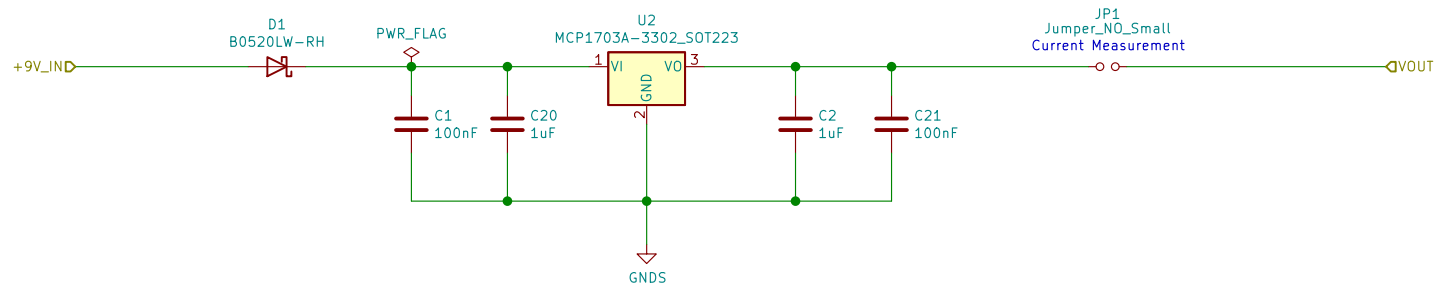 +9V_IN
D1
B0520LW-RH
PWR_FLAG
U2
MCP1703A-3302_SOT223
1
VI
VO
3
GND
2
JP1
Jumper_NO_Small
Current Measurement
VOUT
C1
100nF
C20
1uF
C2
1uF
C21
100nF
GNDS